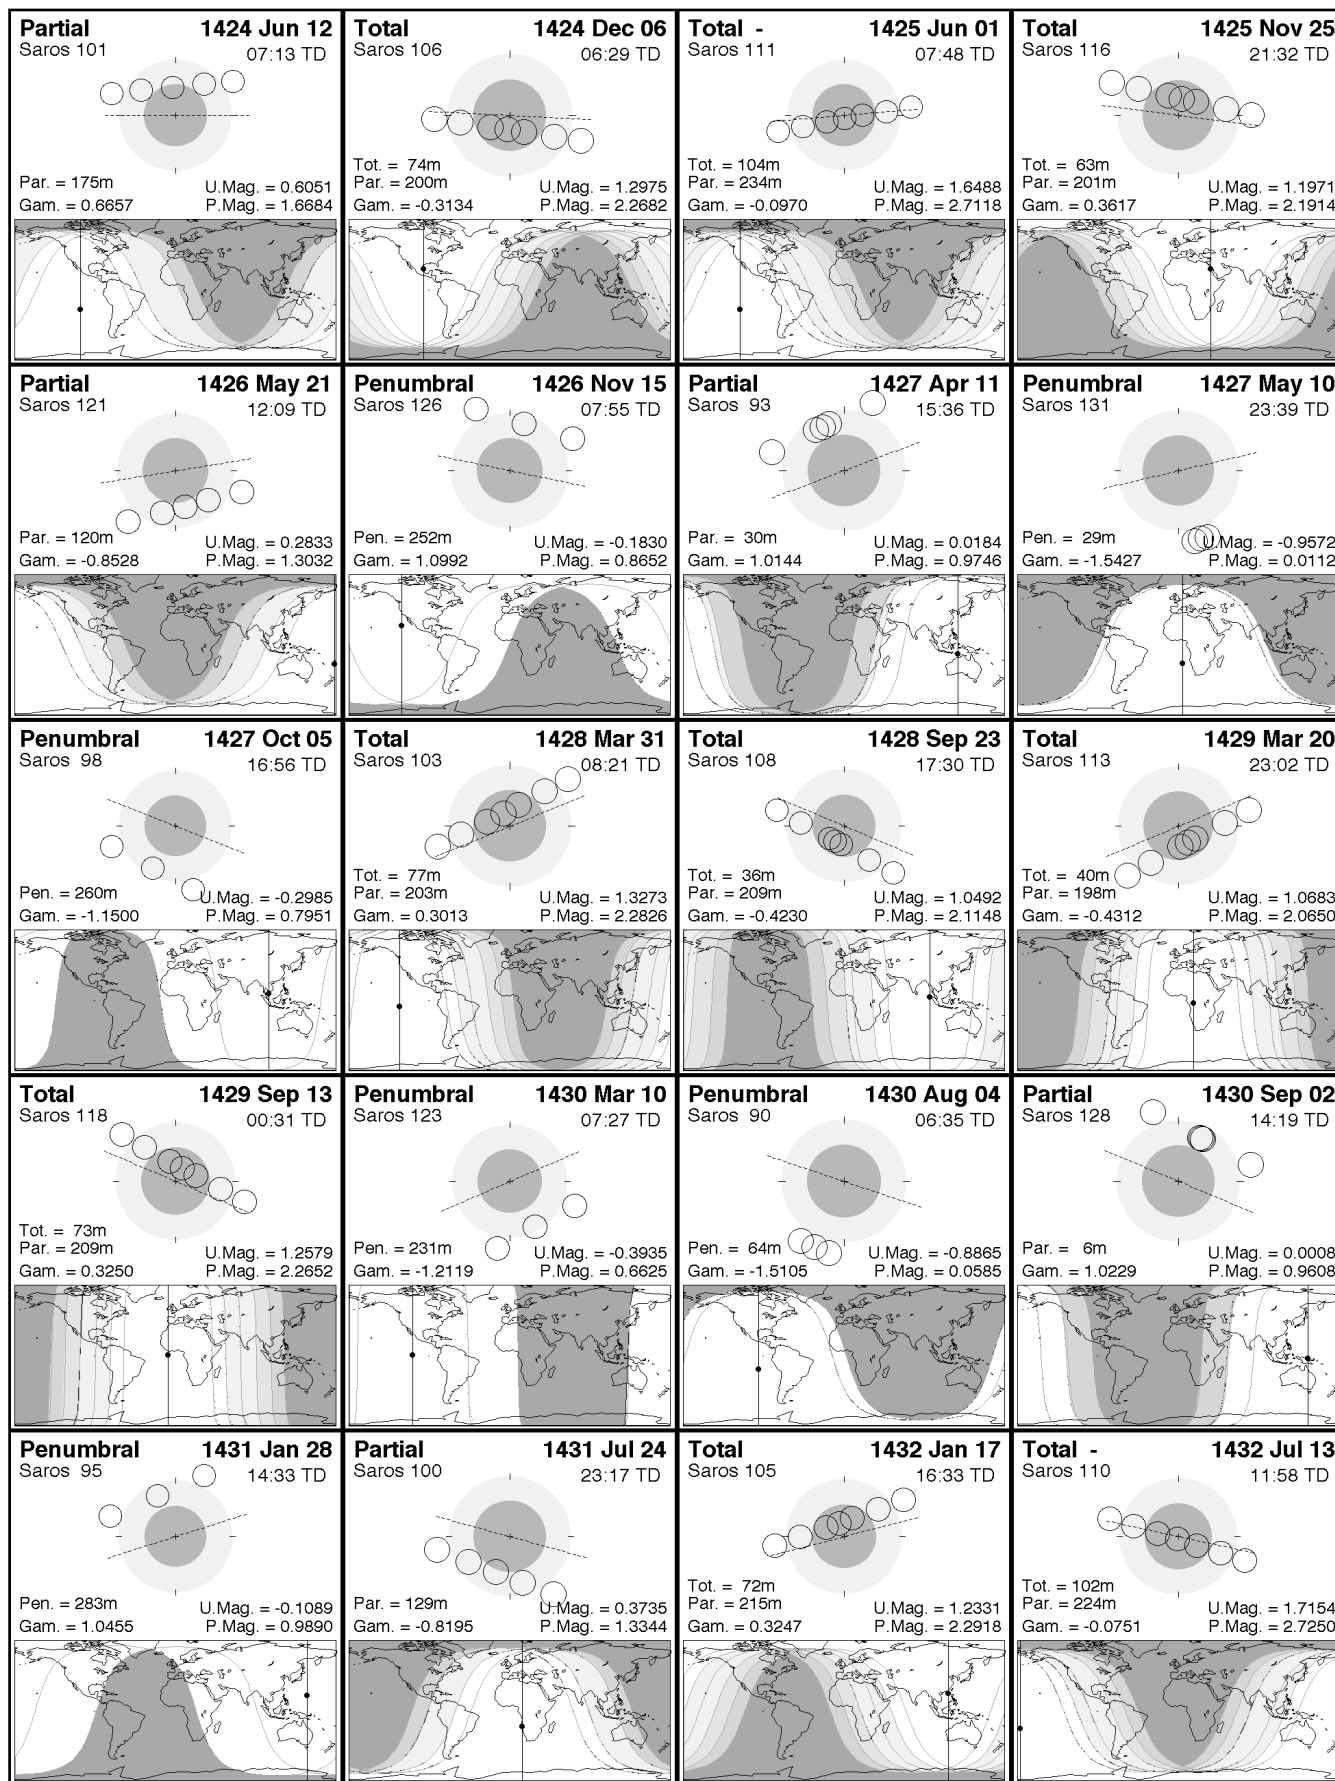 Partial 1424 Jun 12
Saros 101 07:13 TD
Par. = 175m U.Mag. = 0.6051
Gam. = 0.6657 P.Mag. = 1.6684
Total 1424 Dec 06
Saros 106 06:29 TD
Tot. = 74m
Par. = 200m U.Mag. = 1.2975
Gam. = -0.3134 P.Mag. = 2.2682
Total - 1425 Jun 01
Saros 111 07:48 TD
Tot. = 104m
Par. = 234m U.Mag. = 1.6488
Gam. = -0.0970 P.Mag. = 2.7118
Total 1425 Nov 25
Saros 116 21:32 TD
Tot. = 63m
Par. = 201m U.Mag. = 1.1971
Gam. = 0.3617 P.Mag. = 2.1914
Partial 1426 May 21
Saros 121 12:09 TD
Par. = 120m U.Mag. = 0.2833
Gam. = -0.8528 P.Mag. = 1.3032
Penumbral 1426 Nov 15
Saros 126 07:55 TD
Pen. = 252m U.Mag. = -0.1830
Gam. = 1.0992 P.Mag. = 0.8652
Partial 1427 Apr 11
Saros 93 15:36 TD
Par. = 30m U.Mag. = 0.0184
Gam. = 1.0144 P.Mag. = 0.9746
Penumbral 1427 May 10
Saros 131 23:39 TD
Pen. = 29m U.Mag. = -0.9572
Gam. = -1.5427 P.Mag. = 0.0112
Penumbral 1427 Oct 05
Saros 98 16:56 TD
Pen. = 260m U.Mag. = -0.2985
Gam. = -1.1500 P.Mag. = 0.7951
Total 1428 Mar 31
Saros 103 08:21 TD
Tot. = 77m
Par. = 203m U.Mag. = 1.3273
Gam. = 0.3013 P.Mag. = 2.2826
Total 1428 Sep 23
Saros 108 17:30 TD
Tot. = 36m
Par. = 209m U.Mag. = 1.0492
Gam. = -0.4230 P.Mag. = 2.1148
Total 1429 Mar 20
Saros 113 23:02 TD
Tot. = 40m
Par. = 198m U.Mag. = 1.0683
Gam. = -0.4312 P.Mag. = 2.0650
Total 1429 Sep 13
Saros 118 00:31 TD
Tot. = 73m
Par. = 209m U.Mag. = 1.2579
Gam. = 0.3250 P.Mag. = 2.2652
Penumbral 1430 Mar 10
Saros 123 07:27 TD
Pen. = 231m U.Mag. = -0.3935
Gam. = -1.2119 P.Mag. = 0.6625
Penumbral 1430 Aug 04
Saros 90 06:35 TD
Pen. = 64m U.Mag. = -0.8865
Gam. = -1.5105 P.Mag. = 0.0585
Partial 1430 Sep 02
Saros 128 14:19 TD
Par. = 6m U.Mag. = 0.0008
Gam. = 1.0229 P.Mag. = 0.9608
Penumbral 1431 Jan 28
Saros 95 14:33 TD
Pen. = 283m U.Mag. = -0.1089
Gam. = 1.0455 P.Mag. = 0.9890
Partial 1431 Jul 24
Saros 100 23:17 TD
Par. = 129m U.Mag. = 0.3735
Gam. = -0.8195 P.Mag. = 1.3344
Total 1432 Jan 17
Saros 105 16:33 TD
Tot. = 72m
Par. = 215m U.Mag. = 1.2331
Gam. = 0.3247 P.Mag. = 2.2918
Total - 1432 Jul 13
Saros 110 11:58 TD
Tot. = 102m
Par. = 224m U.Mag. = 1.7154
Gam. = -0.0751 P.Mag. = 2.7250